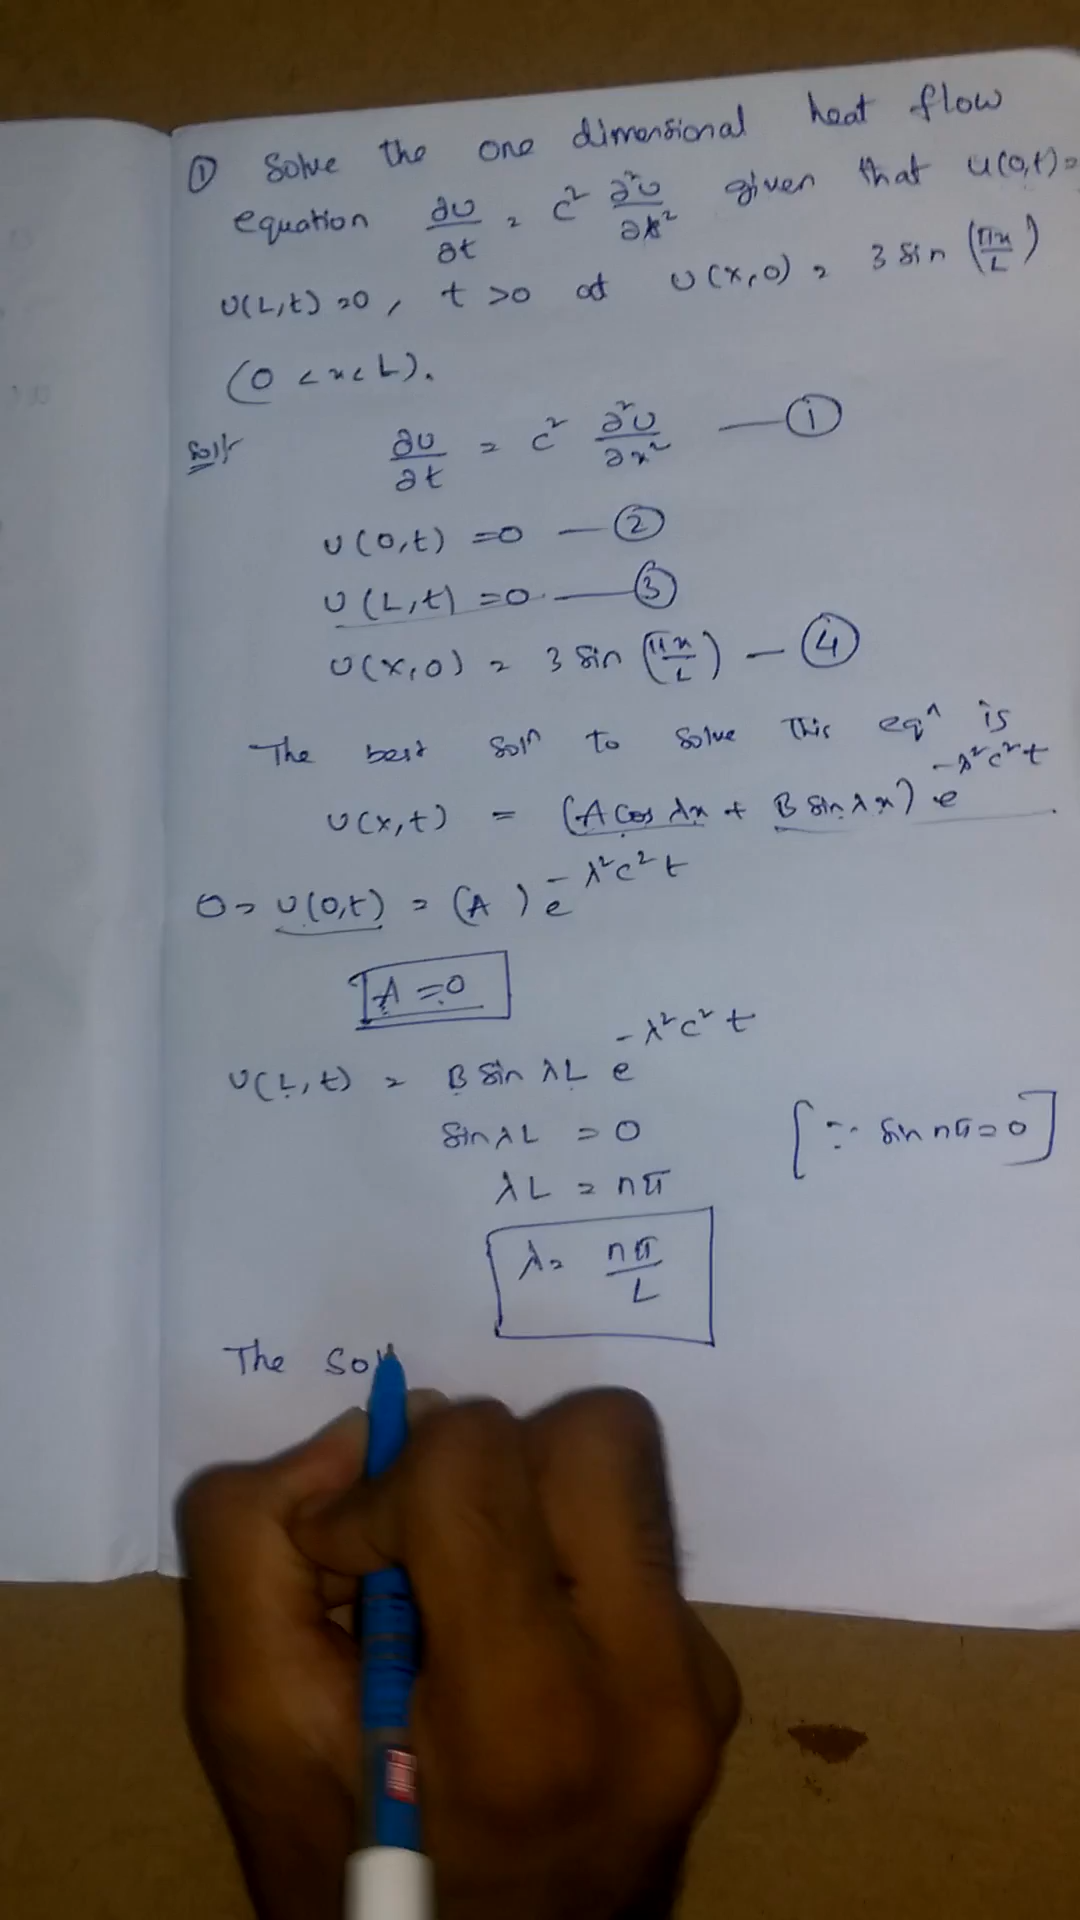 ① Solve the one dimensional heat flow
equation ∂u/∂t = c² ∂²u/∂x² given that u(0,t)=
u(L,t)=0, t>0 at u(x,0) = 3 sin (πx/L)
(0<x<L).
Sol:- ∂u/∂t = c² ∂²u/∂x² — ①
u(0,t) =0 — ②
u(L,t) =0 — ③
u(x,0) = 3 sin (πx/L) — ④
The best solⁿ to solve this eqⁿ is
u(x,t) = (A cos λx + B sin λx) e^-λ²c²t
0= u(0,t) = (A ) e^-λ²c²t
A =0
u(L,t) = B sin λL e^-λ²c²t
sin λL = 0 [∵ sin nπ=0]
λL = nπ
λ= nπ/L
The Sol